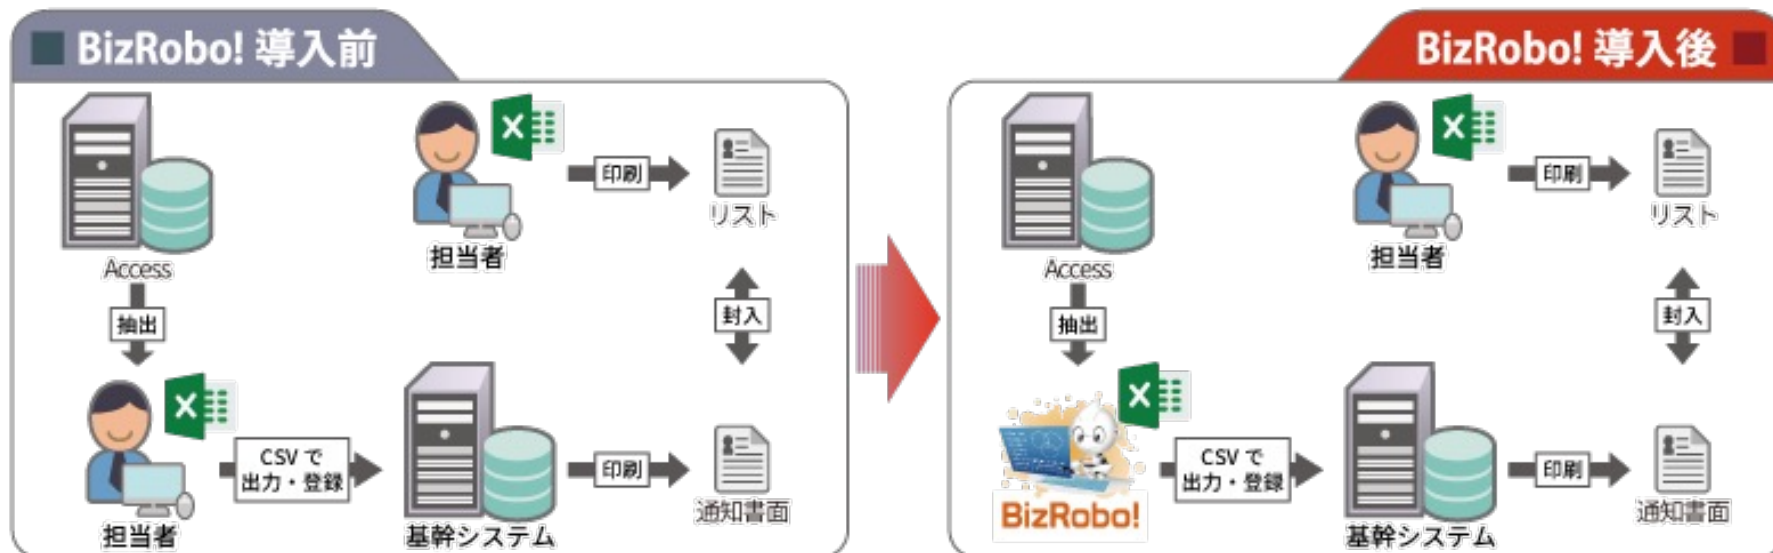 BizRobo! 導入前
Access
抽出
担当者
CSV で
出力・登録
基幹システム
印刷
通知書面
担当者
印刷
リスト
封入
BizRobo! 導入後
Access
抽出
BizRobo!
CSV で
出力・登録
基幹システム
印刷
通知書面
担当者
印刷
リスト
封入